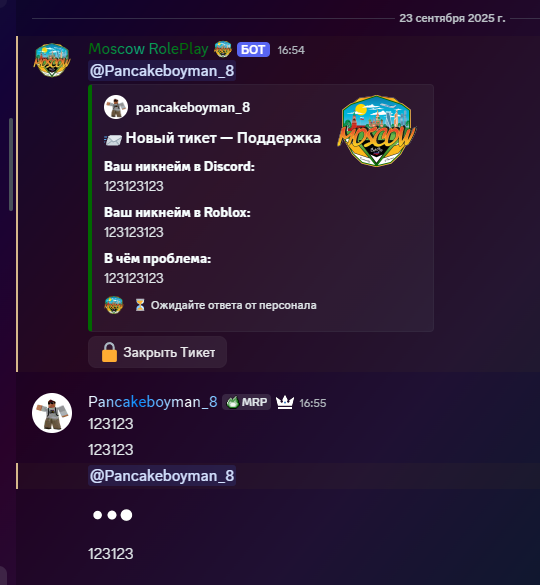 23 сентября 2025 г.
Moscow RolePlay БОТ 16:54
@Pancakeboyman_8
pancakeboyman_8
Новый тикет — Поддержка
MOSCOW
Ваш никнейм в Discord:
123123123
Ваш никнейм в Roblox:
123123123
В чём проблема:
123123123
Ожидайте ответа от персонала
Закрыть Тикет
Pancakeboyman_8 MRP 16:55
123123
123123
@Pancakeboyman_8
123123